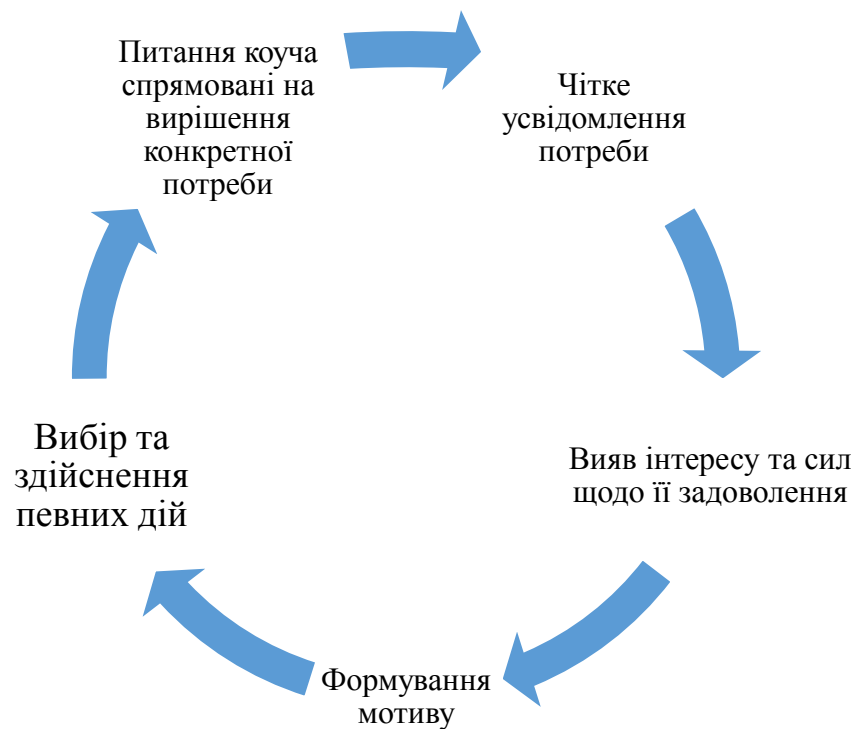 Питання коуча
спрямовані на
вирішення
конкретної
потреби
Чітке
усвідомлення
потреби
Вияв інтересу та сил
щодо її задоволення
Формування
мотиву
Вибір та
здійснення
певних дій